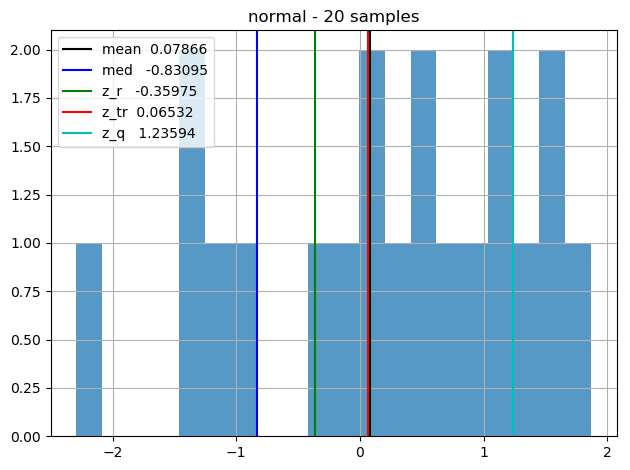 normal - 20 samples
2.00
1.75
1.50
1.25
1.00
0.75
0.50
0.25
0.00
mean  0.07866
med   -0.83095
z_r   -0.35975
z_tr  0.06532
z_q   1.23594
−2
−1
0
1
2